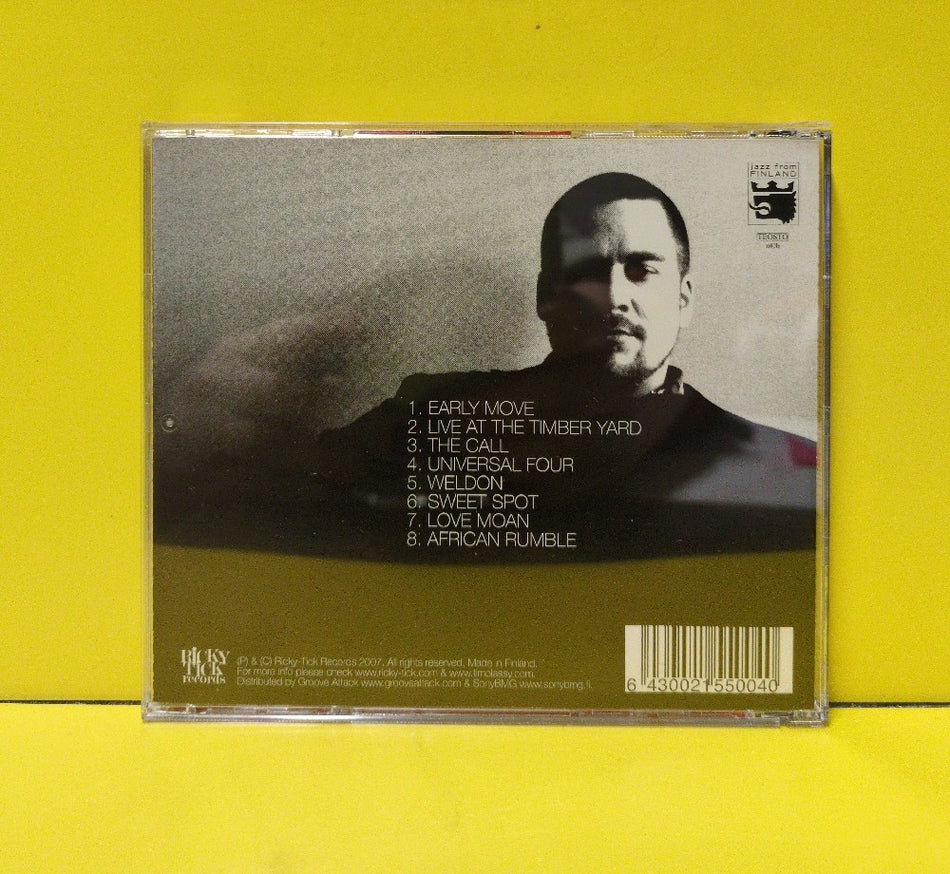 jazz from
FINLAND
TEOSTO
ncb
1. EARLY MOVE
2. LIVE AT THE TIMBER YARD
3. THE CALL
4. UNIVERSAL FOUR
5. WELDON
6. SWEET SPOT
7. LOVE MOAN
8. AFRICAN RUMBLE
RiCKY
TICK
records
(P) & (C) Ricky-Tick Records 2007. All rights reserved. Made in Finland.
For more info please check www.ricky-tick.com & www.timolassy.com.
Distributed by Groove Attack www.grooveattack.com & SonyBMG www.sonybmg.fi.
6 430021 550040